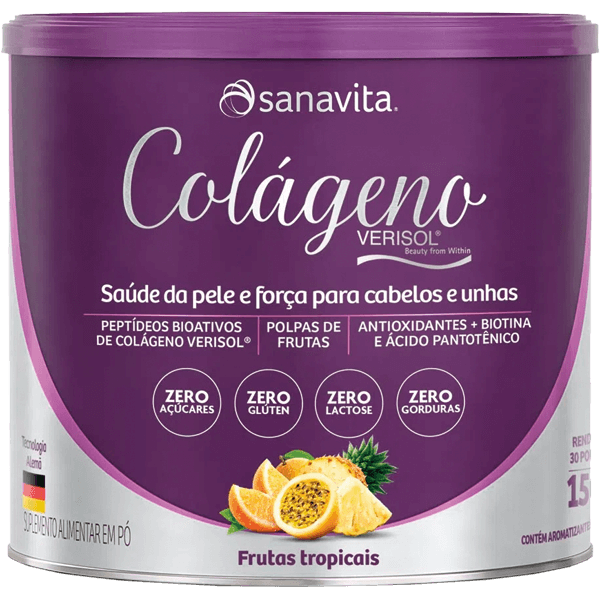 sanavita®
Colágeno
VERISOL®
Beauty from Within
Saúde da pele e força para cabelos e unhas
PEPTÍDEOS BIOATIVOS
DE COLÁGENO VERISOL®
POLPAS DE
FRUTAS
ANTIOXIDANTES + BIOTINA
E ÁCIDO PANTOTÊNICO
ZERO
AÇÚCARES
ZERO
GLÚTEN
ZERO
LACTOSE
ZERO
GORDURAS
Tecnologia
Alemã
SUPLEMENTO ALIMENTAR EM PÓ
30
CONTÉM
Frutas tropicais